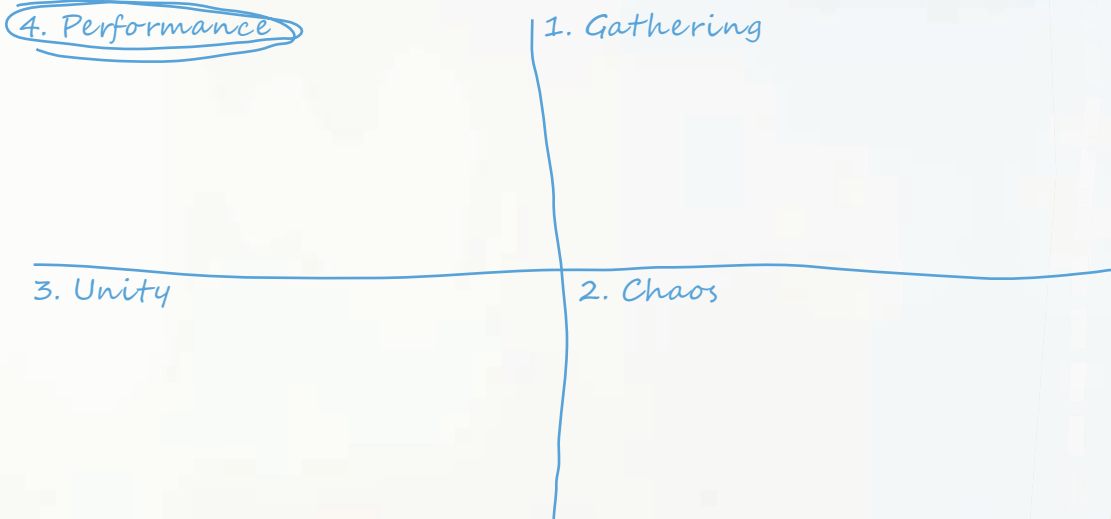 4. Performance
1. Gathering
3. Unity
2. Chaos